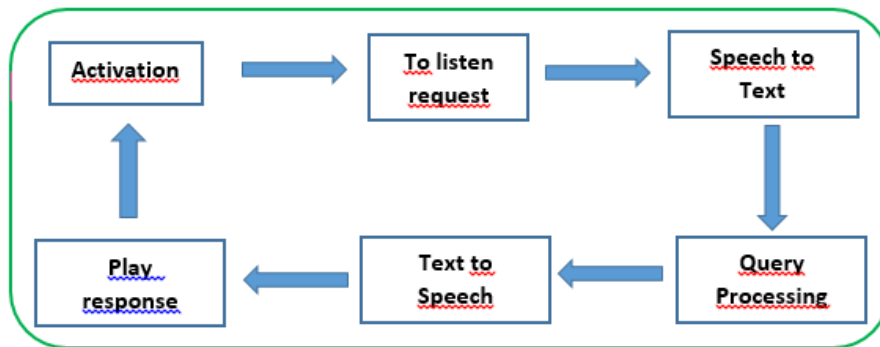 Activation
To listen
request
Speech to
Text
Query
Processing
Text to
Speech
Play
response